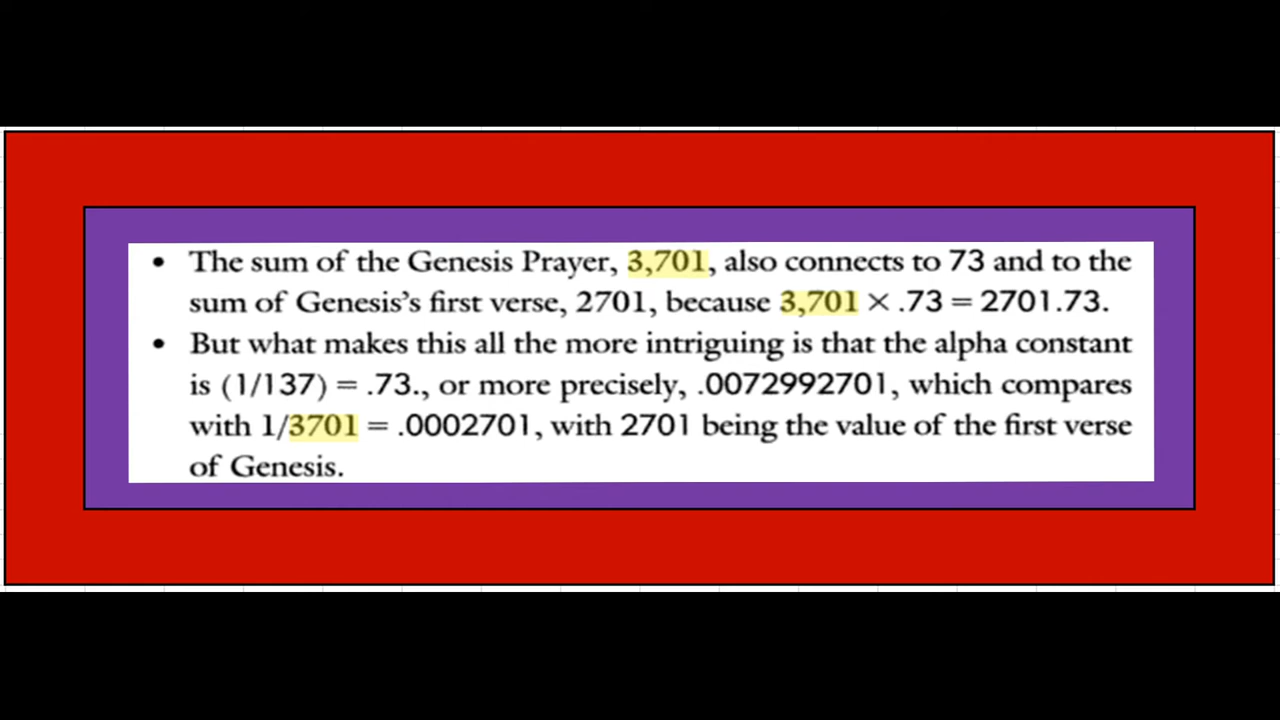 • The sum of the Genesis Prayer, 3,701, also connects to 73 and to the
sum of Genesis's first verse, 2701, because 3,701 × .73 = 2701.73.
• But what makes this all the more intriguing is that the alpha constant
is (1/137) = .73., or more precisely, .0072992701, which compares
with 1/3701 = .0002701, with 2701 being the value of the first verse
of Genesis.